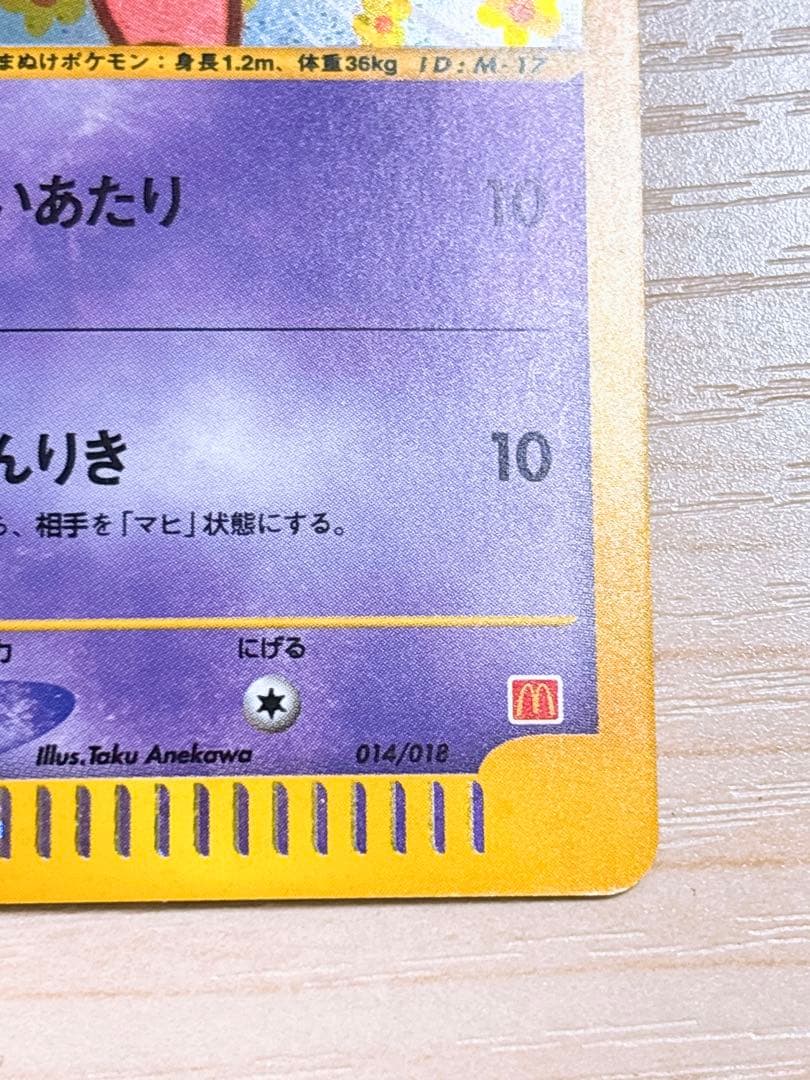 まぬけポケモン：身長1.2m、体重36kg ID:M-17
いあたり 10
んりき 10
ら、相手を「マヒ」状態にする。
力 にげる
Illus.Taku Anekawa 014/018